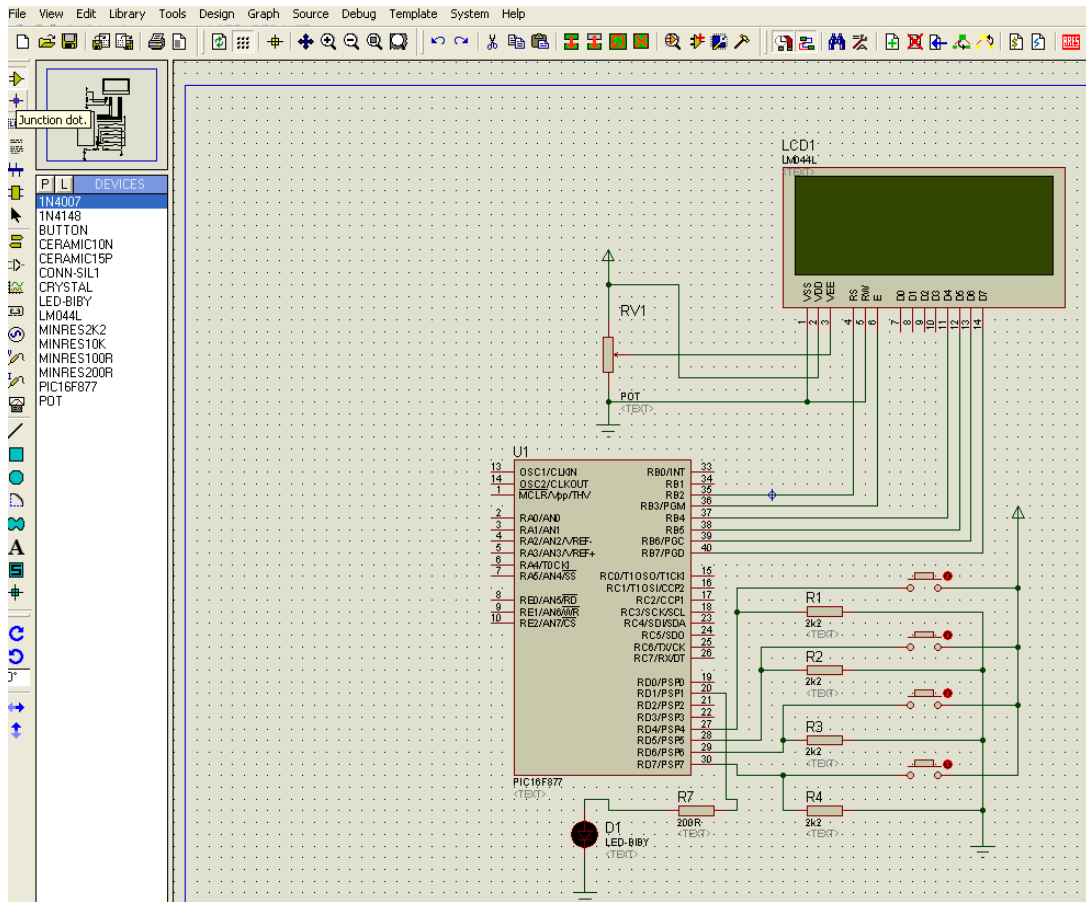 File View Edit Library Tools Design Graph Source Debug Template System Help
ARES
Junction dot.
P L DEVICES
1N4007
1N4148
BUTTON
CERAMIC10N
CERAMIC15P
CONN-SIL1
CRYSTAL
LED-BIBY
LM044L
MINRES2K2
MINRES10K
MINRES100R
MINRES200R
PIC16F877
POT
A
S
LCD1
LM044L
<TEXT>
VSS VDD VEE RS RW E D0 D1 D2 D3 D4 D5 D6 D7
1 2 3 4 5 6 7 8 9 10 11 12 13 14
RV1
POT
<TEXT>
U1
13 OSC1/CLKIN RB0/INT 33
14 OSC2/CLKOUT RB1 34
1 MCLR/Vpp/THV RB2 35
RB3/PGM 36
2 RA0/AN0 RB4 37
3 RA1/AN1 RB5 38
4 RA2/AN2/VREF- RB6/PGC 39
5 RA3/AN3/VREF+ RB7/PGD 40
6 RA4/T0CKI
7 RA5/AN4/SS RC0/T1OSO/T1CKI 15
RC1/T1OSI/CCP2 16
8 RE0/AN5/RD RC2/CCP1 17
9 RE1/AN6/WR RC3/SCK/SCL 18
10 RE2/AN7/CS RC4/SDI/SDA 23
RC5/SDO 24
RC6/TX/CK 25
RC7/RX/DT 26
RD0/PSP0 19
RD1/PSP1 20
RD2/PSP2 21
RD3/PSP3 22
RD4/PSP4 27
RD5/PSP5 28
RD6/PSP6 29
RD7/PSP7 30
PIC16F877
<TEXT>
R1
2k2
<TEXT>
R2
2k2
<TEXT>
R3
2k2
<TEXT>
R4
2k2
<TEXT>
R7
200R
<TEXT>
D1
LED-BIBY
<TEXT>